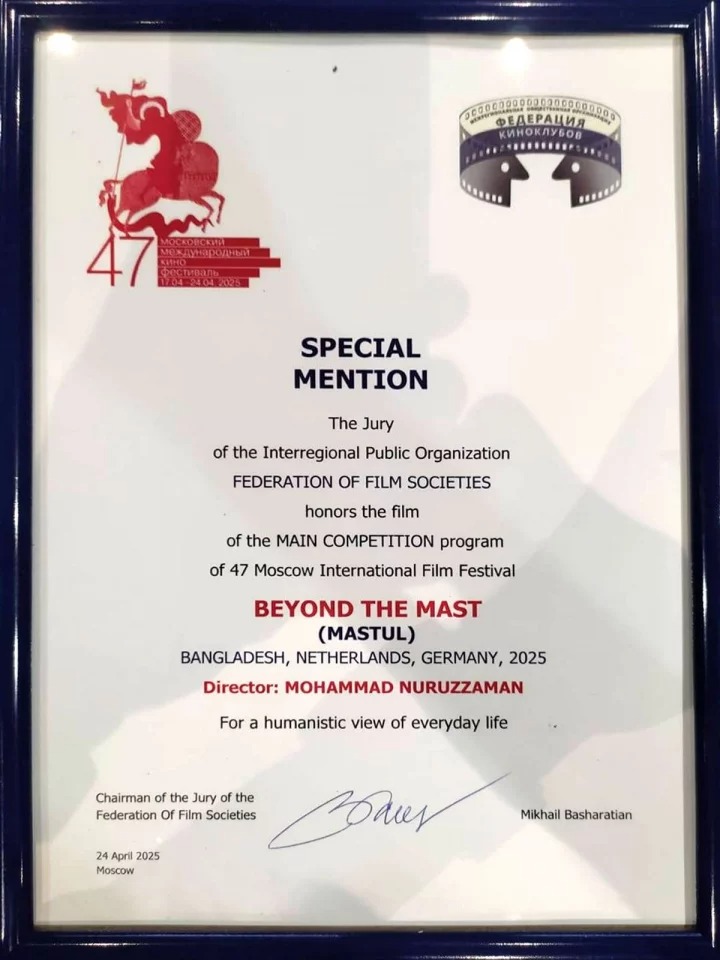 47
московский
международный
кино
фестиваль
17.04 – 24.04. 2025
МЕЖРЕГИОНАЛЬНАЯ ОБЩЕСТВЕННАЯ ОРГАНИЗАЦИЯ
ФЕДЕРАЦИЯ
КИНОКЛУБОВ
SPECIAL
MENTION
The Jury
of the Interregional Public Organization
FEDERATION OF FILM SOCIETIES
honors the film
of the MAIN COMPETITION program
of 47 Moscow International Film Festival
BEYOND THE MAST
(MASTUL)
BANGLADESH, NETHERLANDS, GERMANY, 2025
Director: MOHAMMAD NURUZZAMAN
For a humanistic view of everyday life
Chairman of the Jury of the
Federation Of Film Societies
Mikhail Basharatian
24 April 2025
Moscow